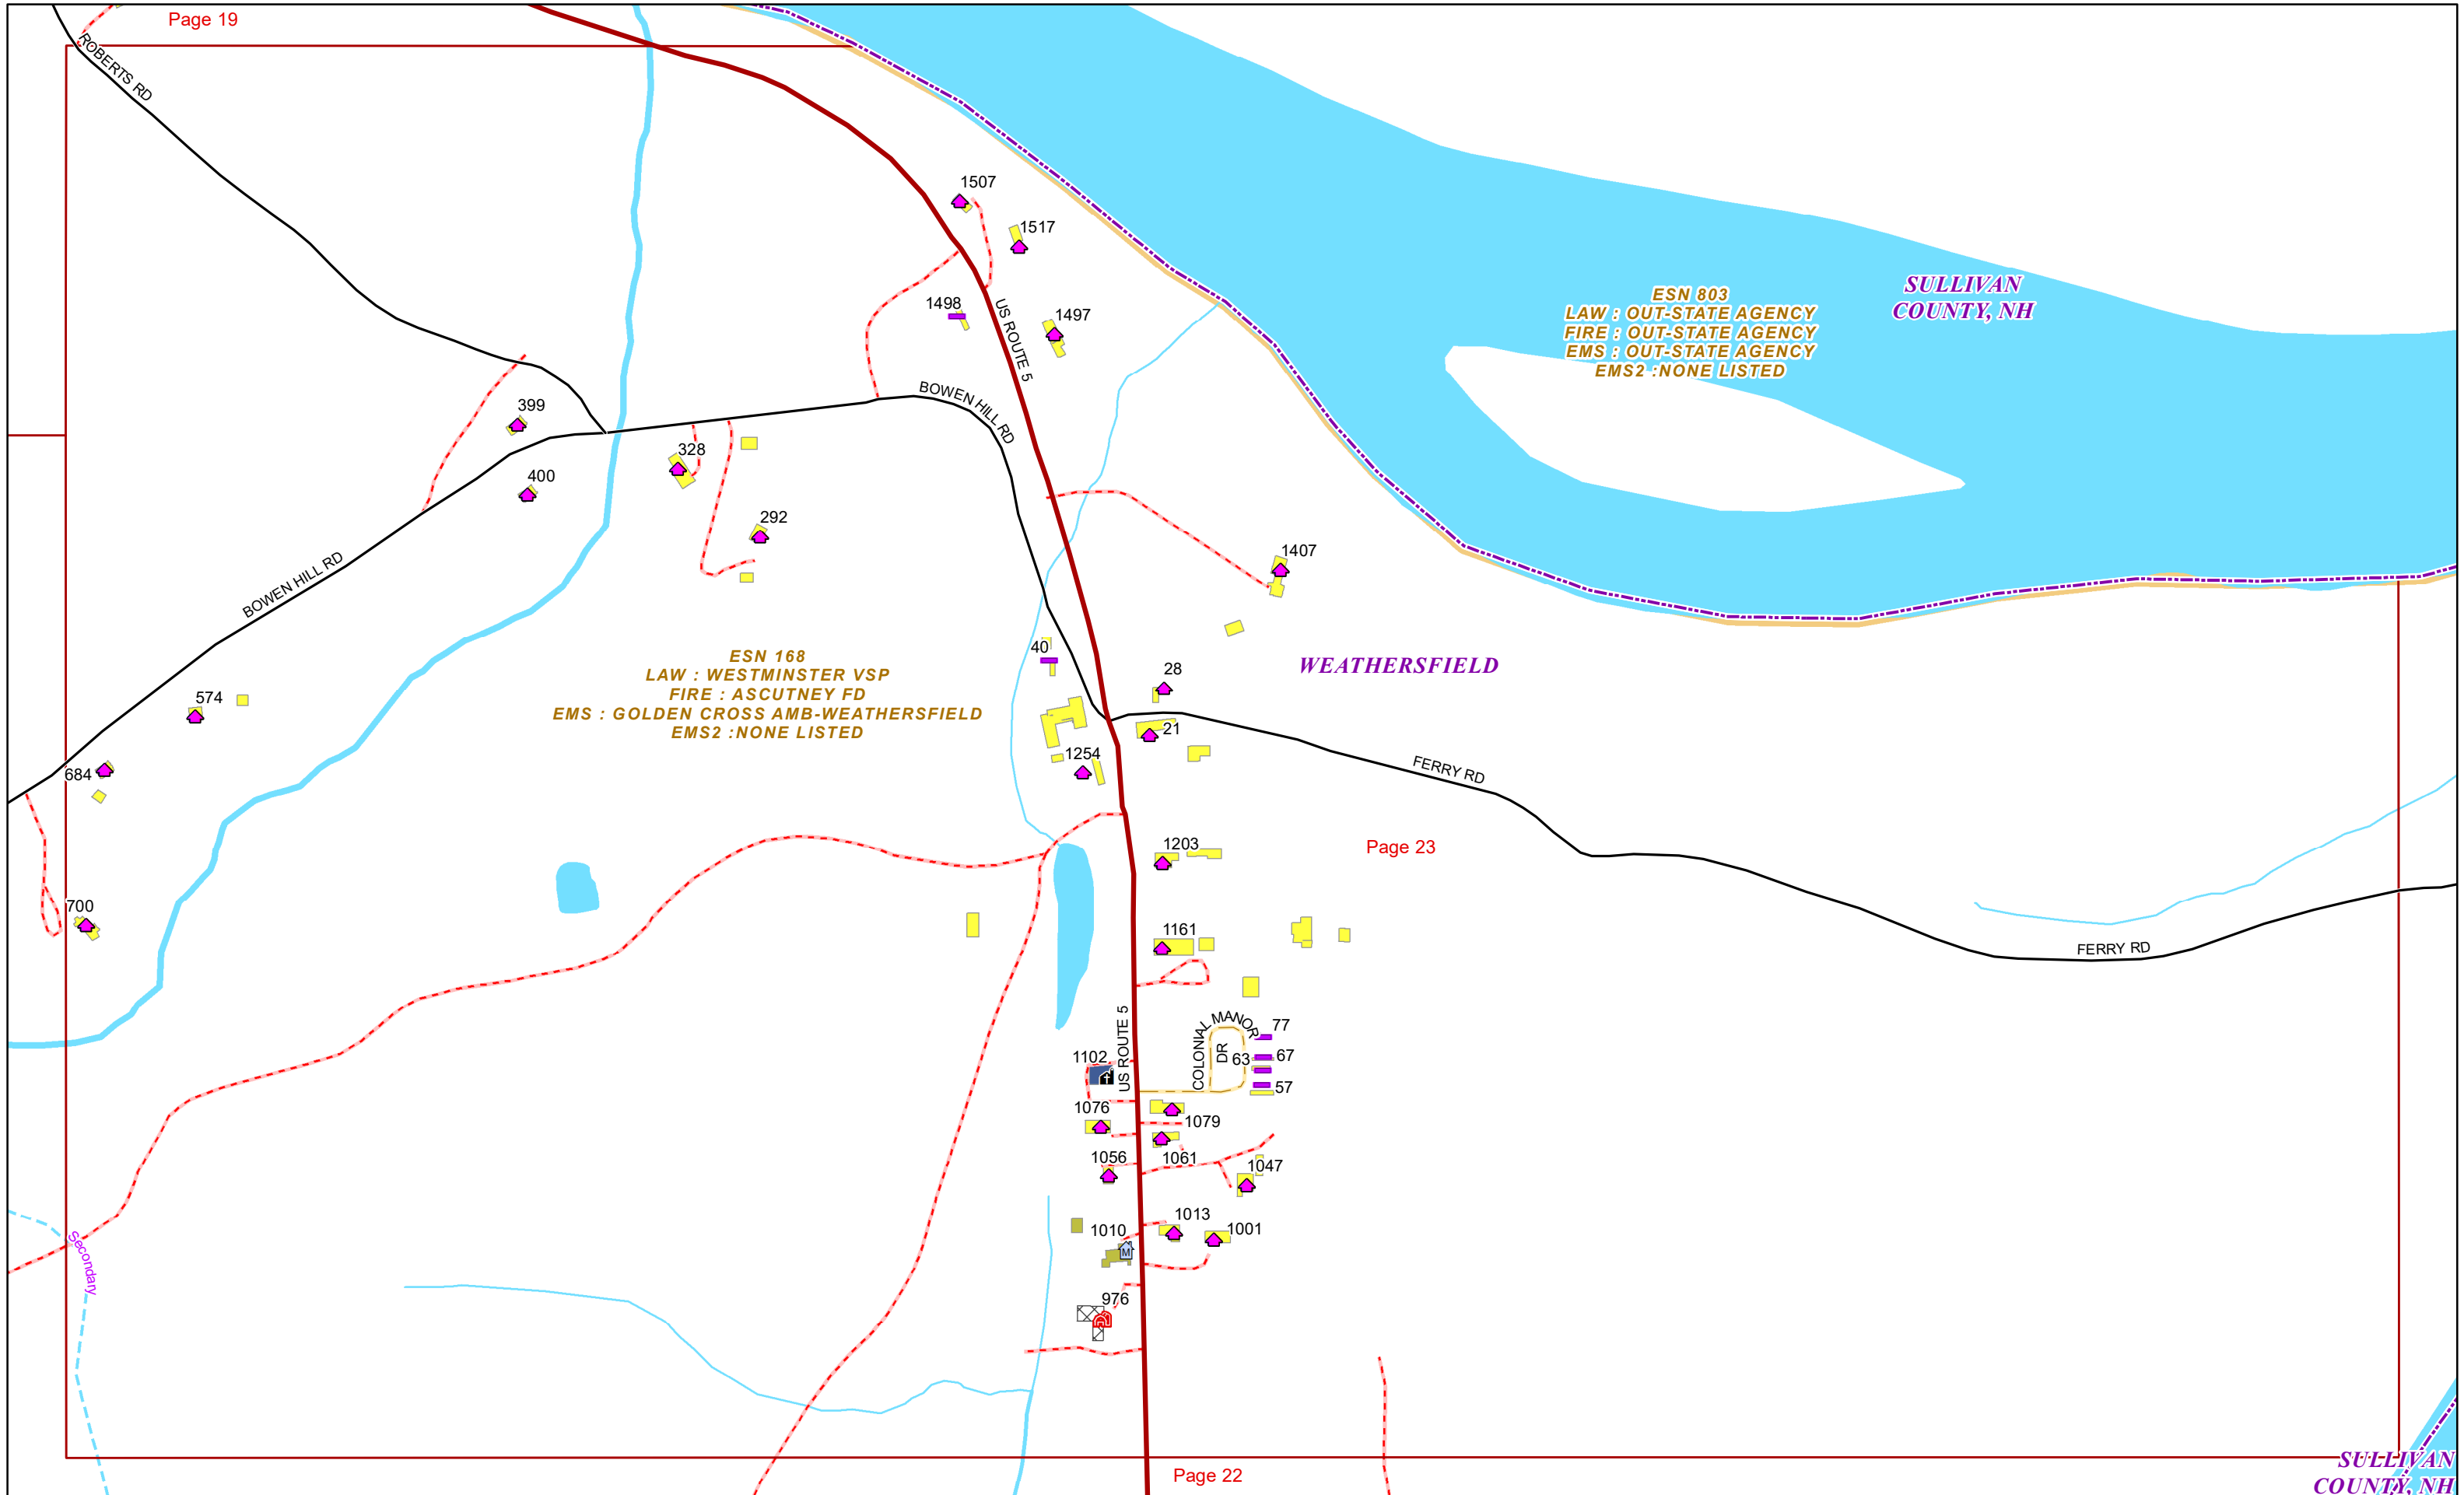 Page 19
ROBERTS RD
1507
1517
1498
US ROUTE 5
1497
SULLIVAN
COUNTY, NH
ESN 803
LAW : OUT-STATE AGENCY
FIRE : OUT-STATE AGENCY
EMS : OUT-STATE AGENCY
EMS2 :NONE LISTED
399
BOWEN HILL RD
328
400
292
1407
BOWEN HILL RD
40
ESN 168
LAW : WESTMINSTER VSP
FIRE : ASCUTNEY FD
EMS : GOLDEN CROSS AMB-WEATHERSFIELD
EMS2 :NONE LISTED
WEATHERSFIELD
28
574
21
1254
684
FERRY RD
1203
Page 23
700
1161
FERRY RD
US ROUTE 5
COLONIAL MANOR
DR
77
1102
63
67
57
1076
1079
1056
1061
1047
1013
1010
1001
M
Secondary
976
Page 22
SULLIVAN
COUNTY, NH